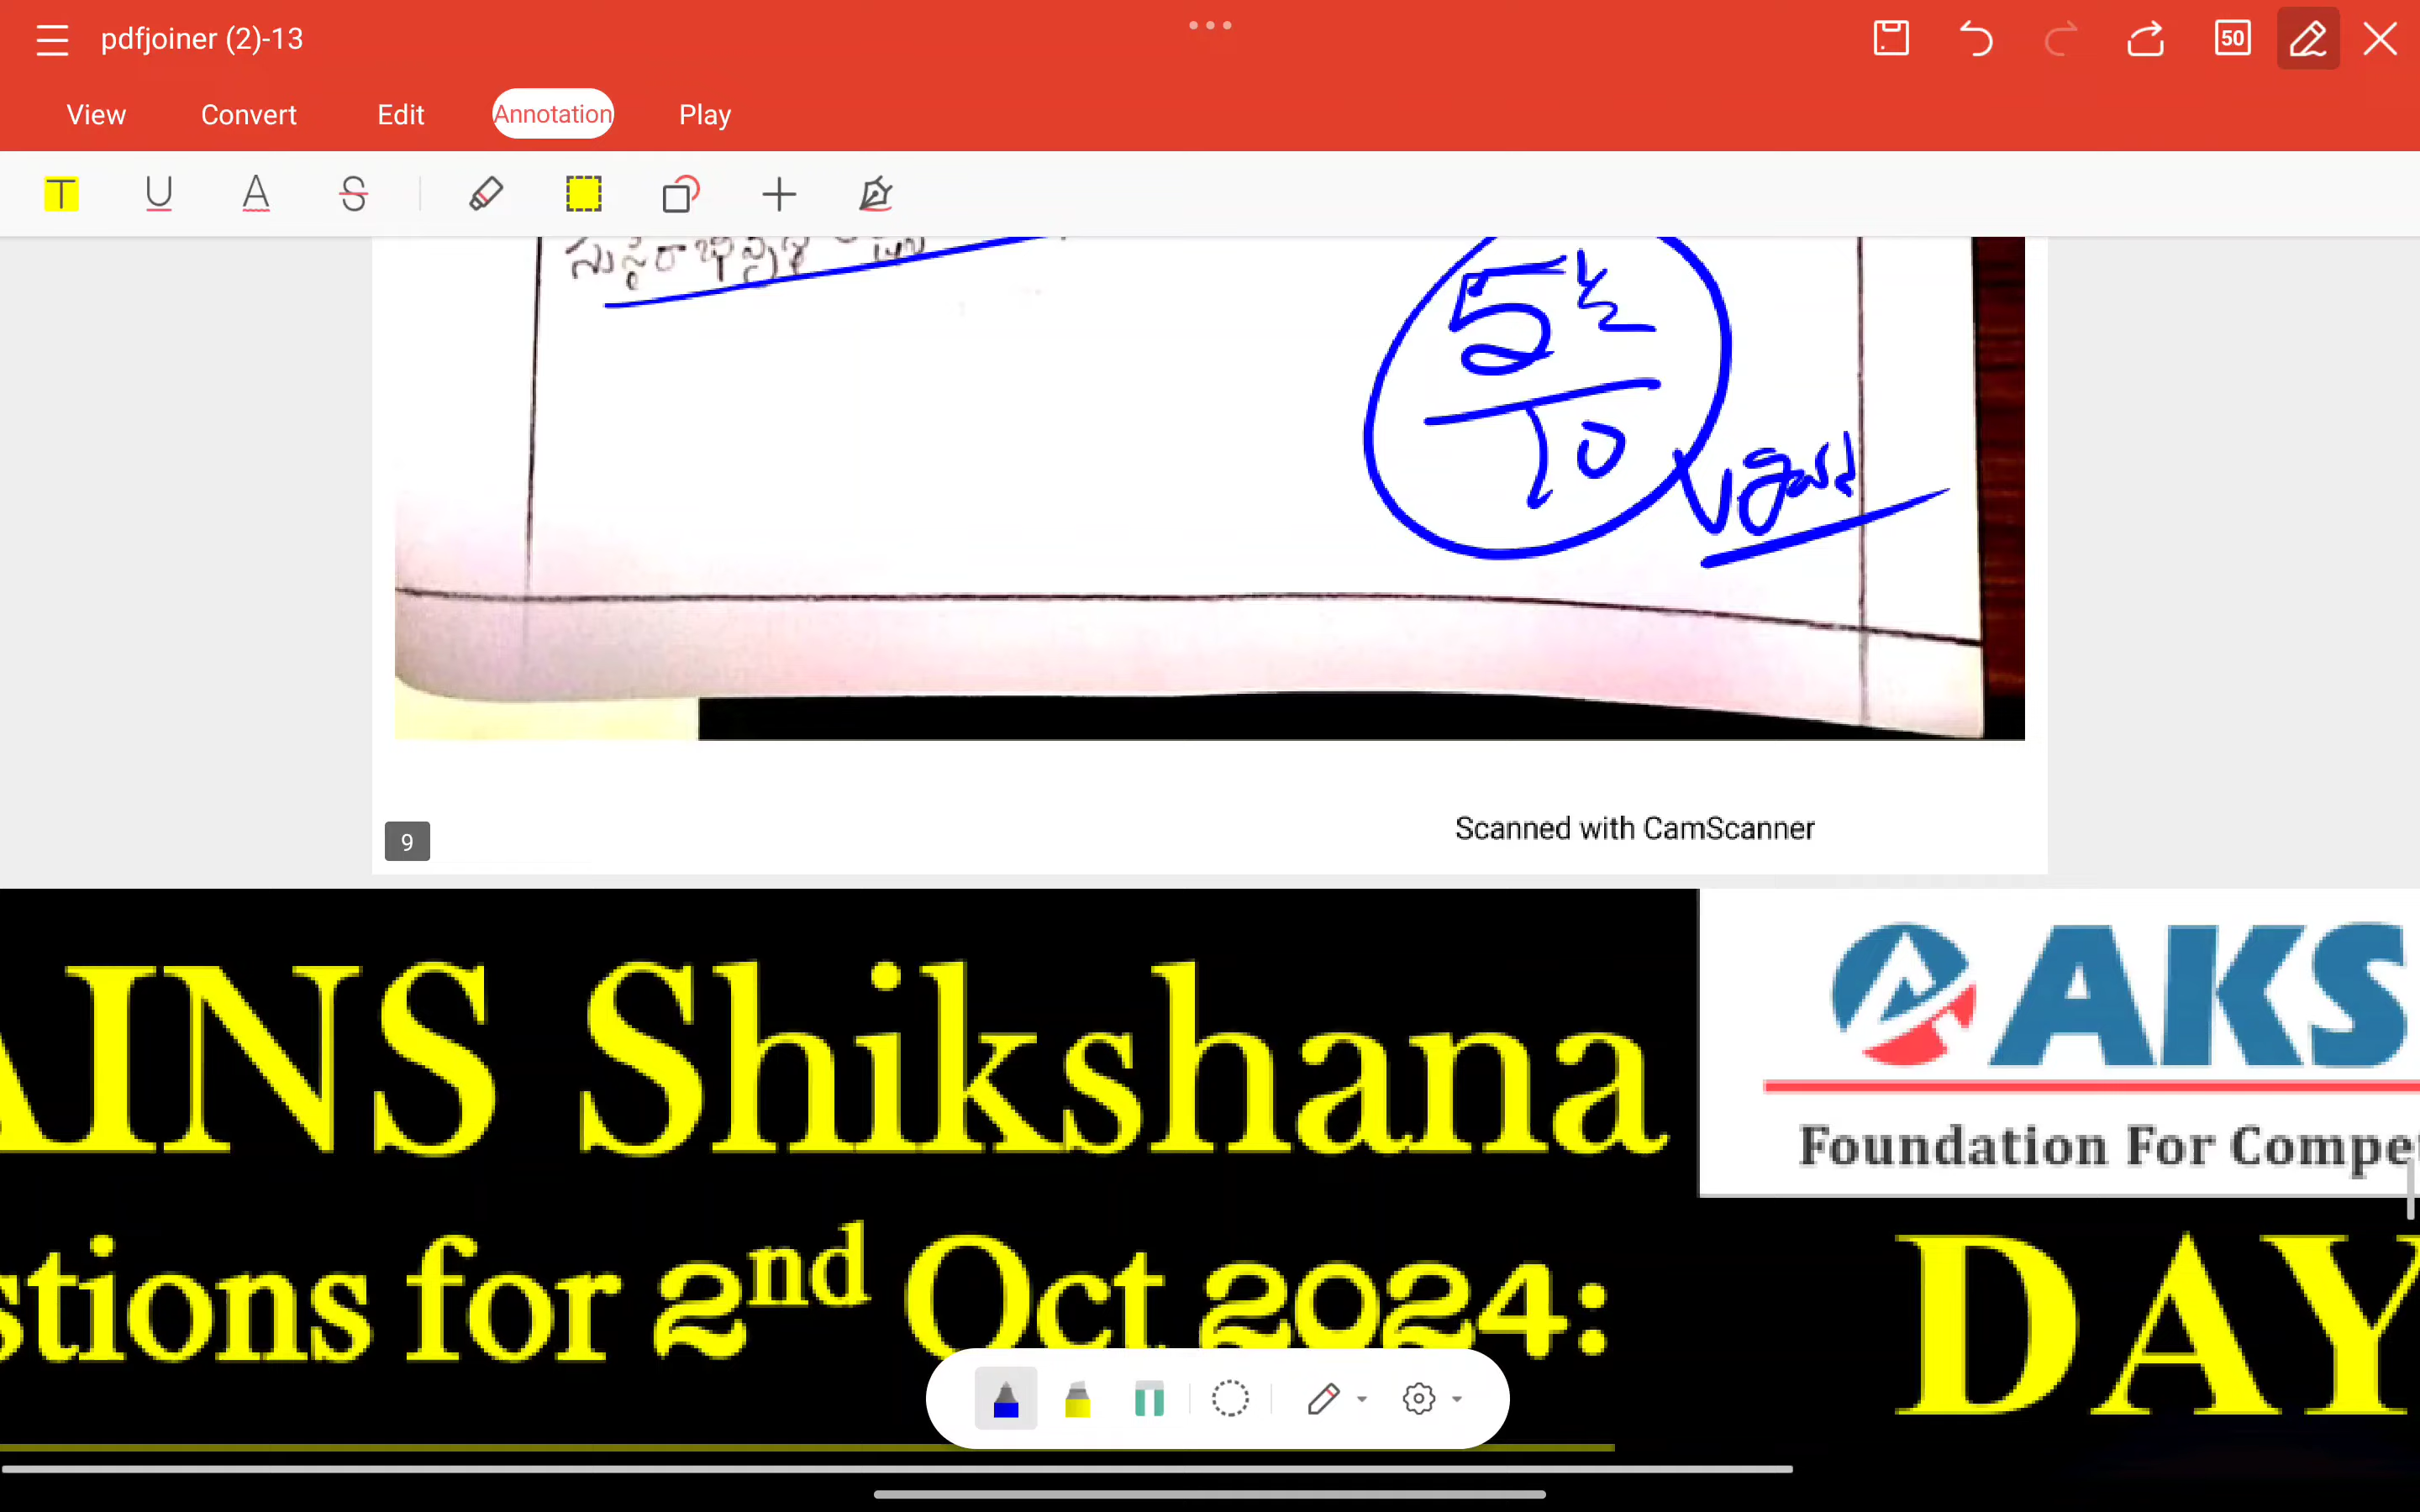 pdfjoiner (2)-13
50
View Convert Edit Annotation Play
T U A S
5½
10
9
Scanned with CamScanner
AINS Shikshana
AKS
Foundation For Compe
stions for 2nd Oct 2024:
DAY